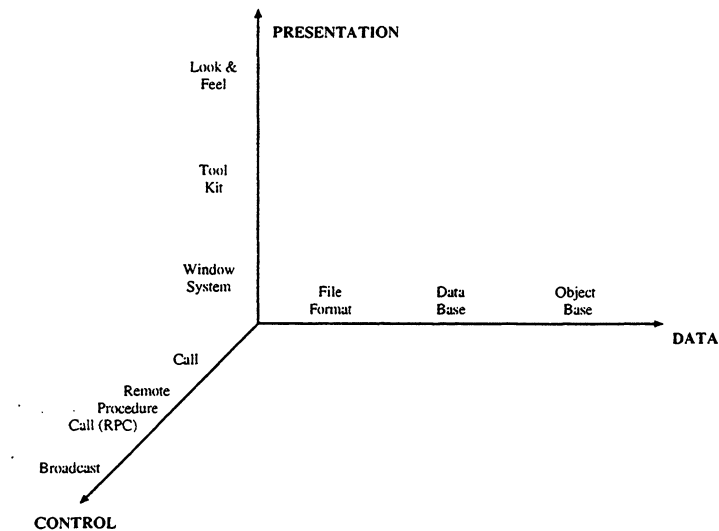 PRESENTATION
Look &
Feel
Tool
Kit
Window
System
File
Format
Data
Base
Object
Base
DATA
Call
Remote
Procedure
Call (RPC)
Broadcast
CONTROL